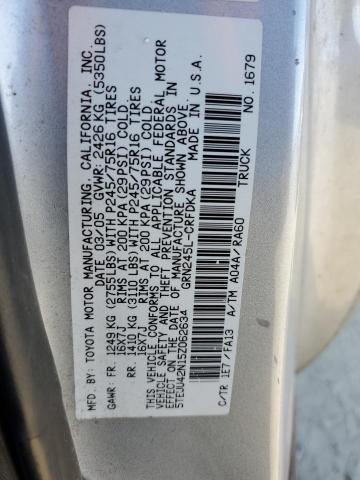 MFD. BY: TOYOTA MOTOR MANUFACTURING, CALIFORNIA, INC.
DATE: 03/05 GVWR: 2426 KG (5350LBS)
GAWR: FR. 1249 KG (2755 LBS) WITH P245/75R16 TIRES
16X7J RIMS AT 200 KPA (29PSI) COLD
RR. 1410 KG (3110 LBS) WITH P245/75R16 TIRES
16X7J RIMS AT 200 KPA (29PSI) COLD
THIS VEHICLE CONFORMS TO ALL APPLICABLE FEDERAL MOTOR
VEHICLE SAFETY AND THEFT PREVENTION STANDARDS IN
EFFECT ON THE DATE OF MANUFACTURE SHOWN ABOVE.
5TEUU42N15Z062634 GRN245L-CRFDKA MADE IN U.S.A.
TRUCK
C/TR 1E7/FA13 A/TM A04A/RA60 NO. 1679